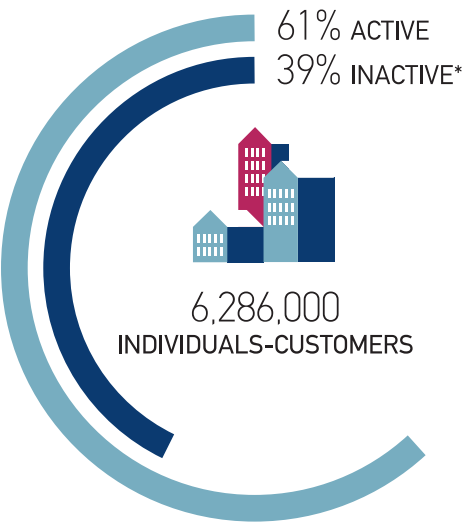 61% ACTIVE
39% INACTIVE*
6,286,000
INDIVIDUALS-CUSTOMERS